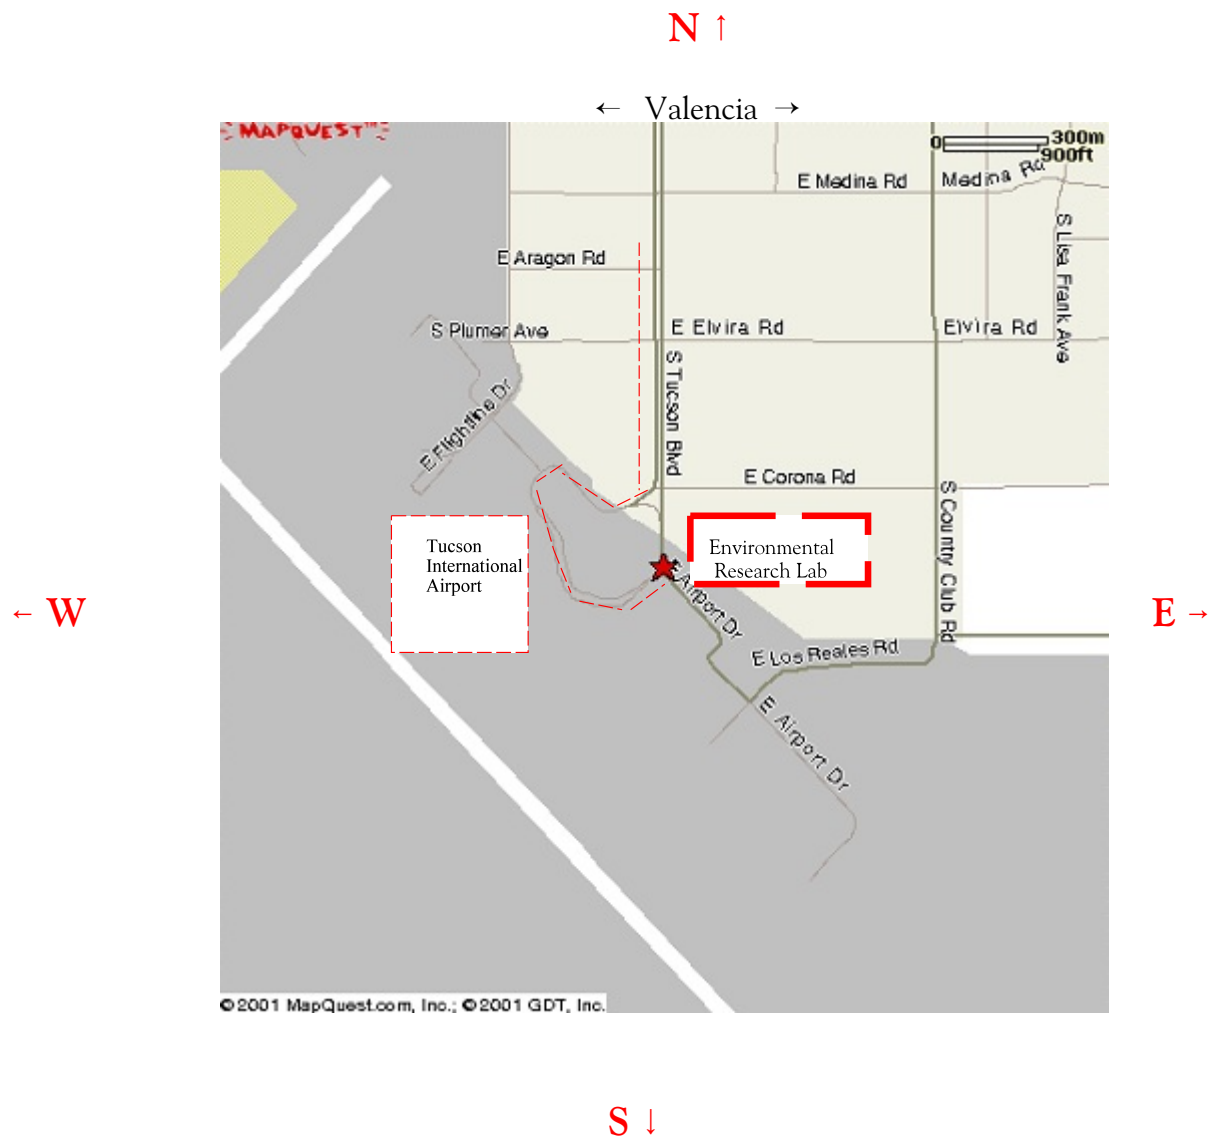 N ↑
← Valencia →
MAPQUEST™
0 300m
900ft
E Medina Rd Medina Rd
S Lisa Frank Ave
E Aragon Rd
S Plumer Ave E Elvira Rd Elvira Rd
S Tucson Blvd
E Flightline Dr
E Corona Rd
S Country Club Rd
Tucson
International
Airport
Environmental
Research Lab
E Airport Dr
← W E →
E Los Reales Rd
E Airport Dr
©2001 MapQuest.com, Inc.; ©2001 GDT, Inc.
S ↓